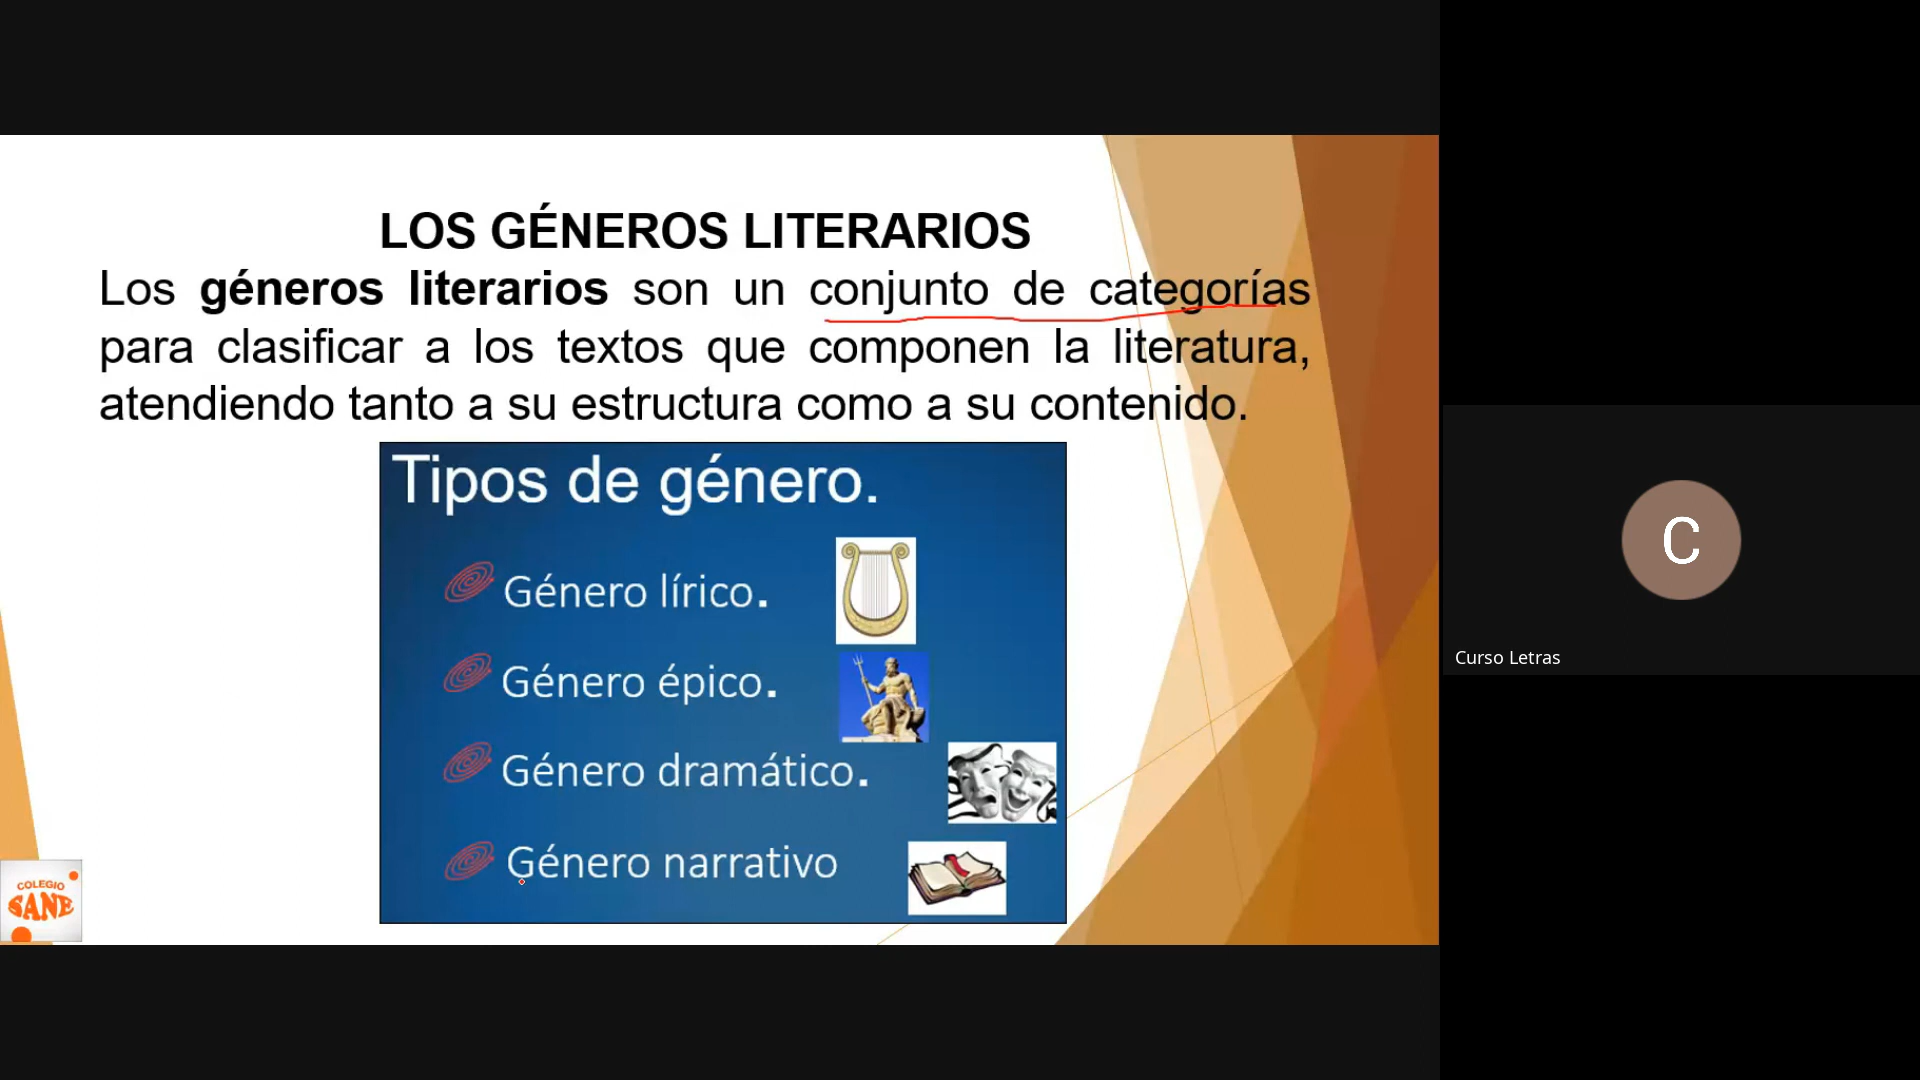 LOS GÉNEROS LITERARIOS
Los géneros literarios son un conjunto de categorías
para clasificar a los textos que componen la literatura,
atendiendo tanto a su estructura como a su contenido.
Tipos de género.
Género lírico.
Género épico.
Género dramático.
Género narrativo
COLEGIO
SANE
C
Curso Letras